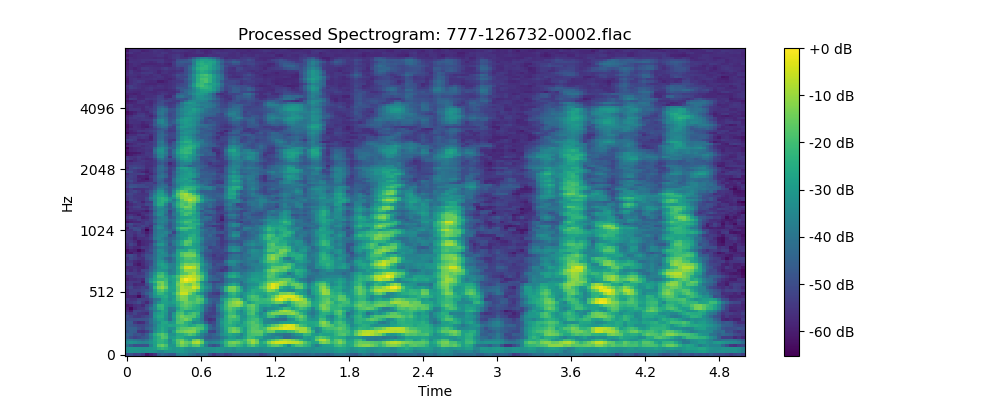 Processed Spectrogram: 777-126732-0002.flac
Hz
4096
2048
1024
512
0
0 0.6 1.2 1.8 2.4 3 3.6 4.2 4.8
Time
+0 dB
-10 dB
-20 dB
-30 dB
-40 dB
-50 dB
-60 dB